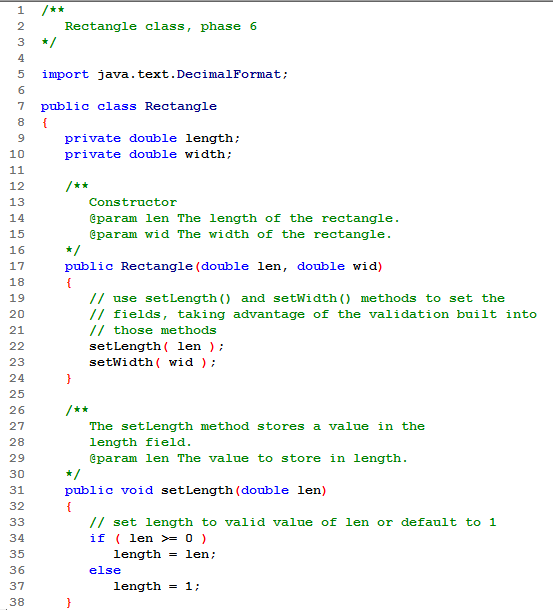 1 /**
2 Rectangle class, phase 6
3 */
4
5 import java.text.DecimalFormat;
6
7 public class Rectangle
8 {
9 private double length;
10 private double width;
11
12 /**
13 Constructor
14 @param len The length of the rectangle.
15 @param wid The width of the rectangle.
16 */
17 public Rectangle(double len, double wid)
18 {
19 // use setLength() and setWidth() methods to set the
20 // fields, taking advantage of the validation built into
21 // those methods
22 setLength( len );
23 setWidth( wid );
24 }
25
26 /**
27 The setLength method stores a value in the
28 length field.
29 @param len The value to store in length.
30 */
31 public void setLength(double len)
32 {
33 // set length to valid value of len or default to 1
34 if ( len >= 0 )
35 length = len;
36 else
37 length = 1;
38 }